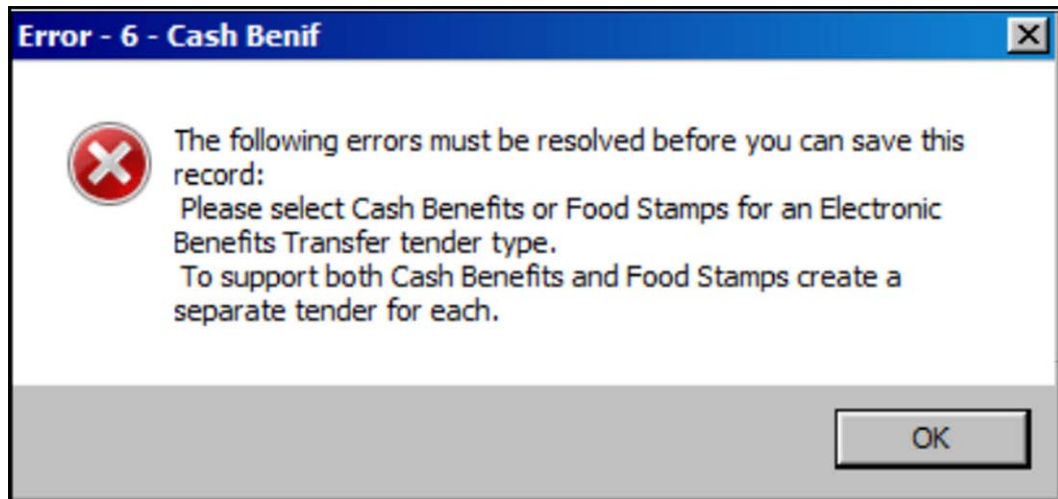 Error - 6 - Cash Benif
The following errors must be resolved before you can save this
record:
Please select Cash Benefits or Food Stamps for an Electronic
Benefits Transfer tender type.
To support both Cash Benefits and Food Stamps create a
separate tender for each.
OK